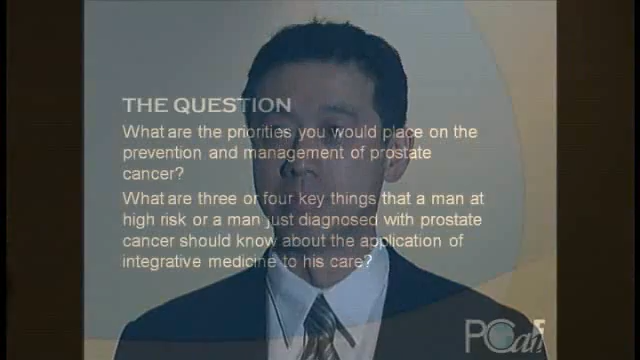 THE QUESTION
What are the priorities you would place on the
prevention and management of prostate
cancer?
What are three or four key things that a man at
high risk or a man just diagnosed with prostate
cancer should know about the application of
integrative medicine to his care?